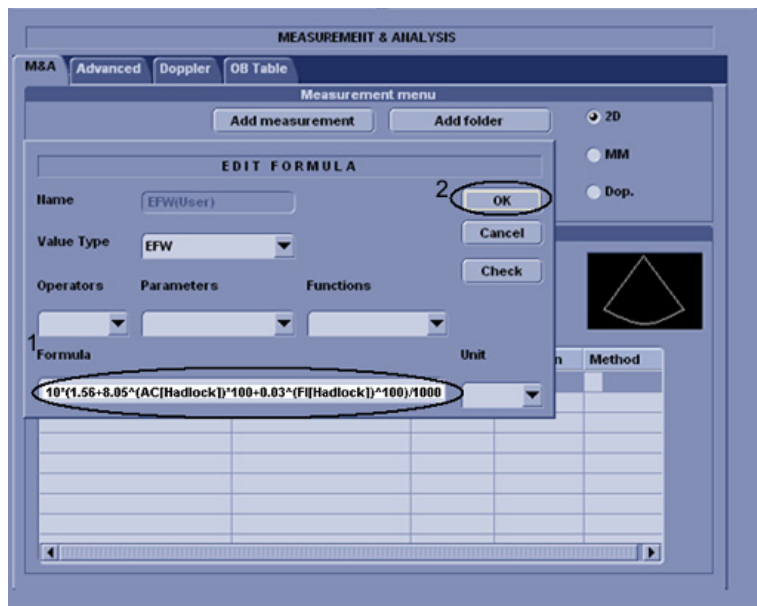 MEASUREMENT & ANALYSIS
M&A Advanced Doppler OB Table
Measurement menu
Add measurement Add folder 2D
MM
Dop.
EDIT FORMULA
Name EFW(User)
2 OK
Value Type EFW
Cancel
Check
Operators Parameters Functions
1
Formula Unit
n Method
10*(1.56+8.05^(AC[Hadlock])*100+0.03^(Fl[Hadlock])^100)/1000